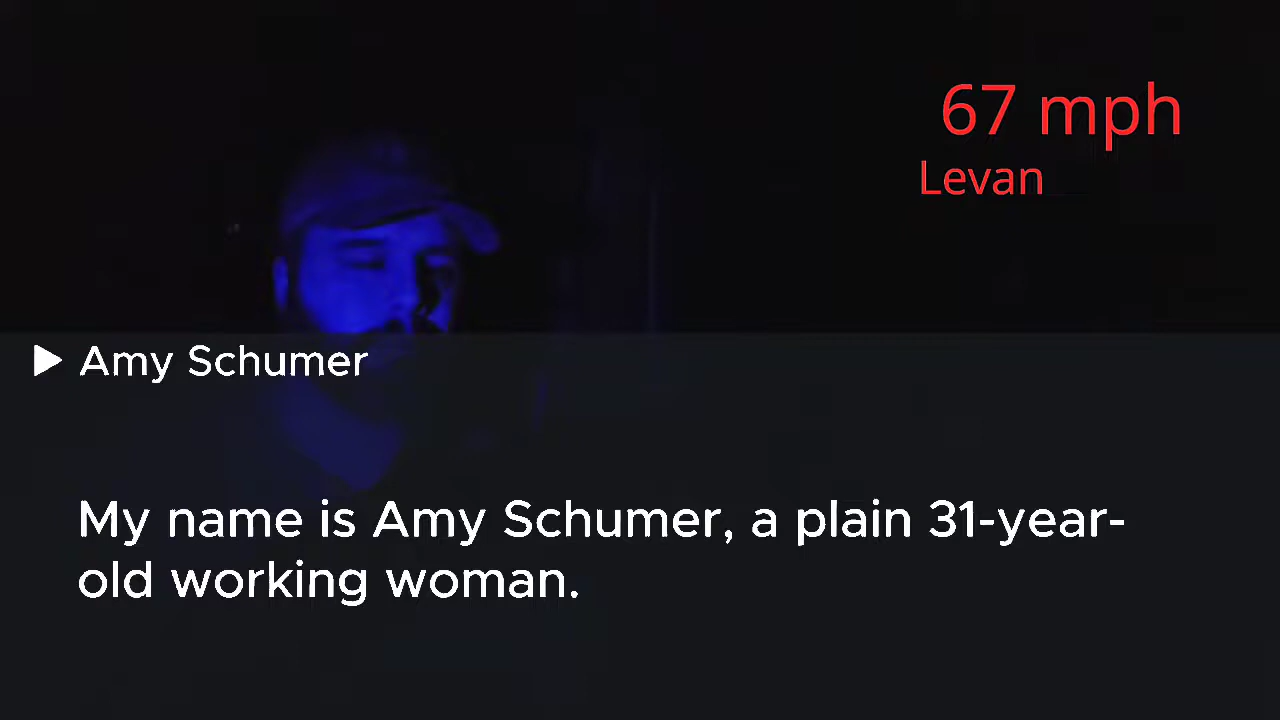 67 mph
Levan
▶ Amy Schumer
My name is Amy Schumer, a plain 31-year-
old working woman.